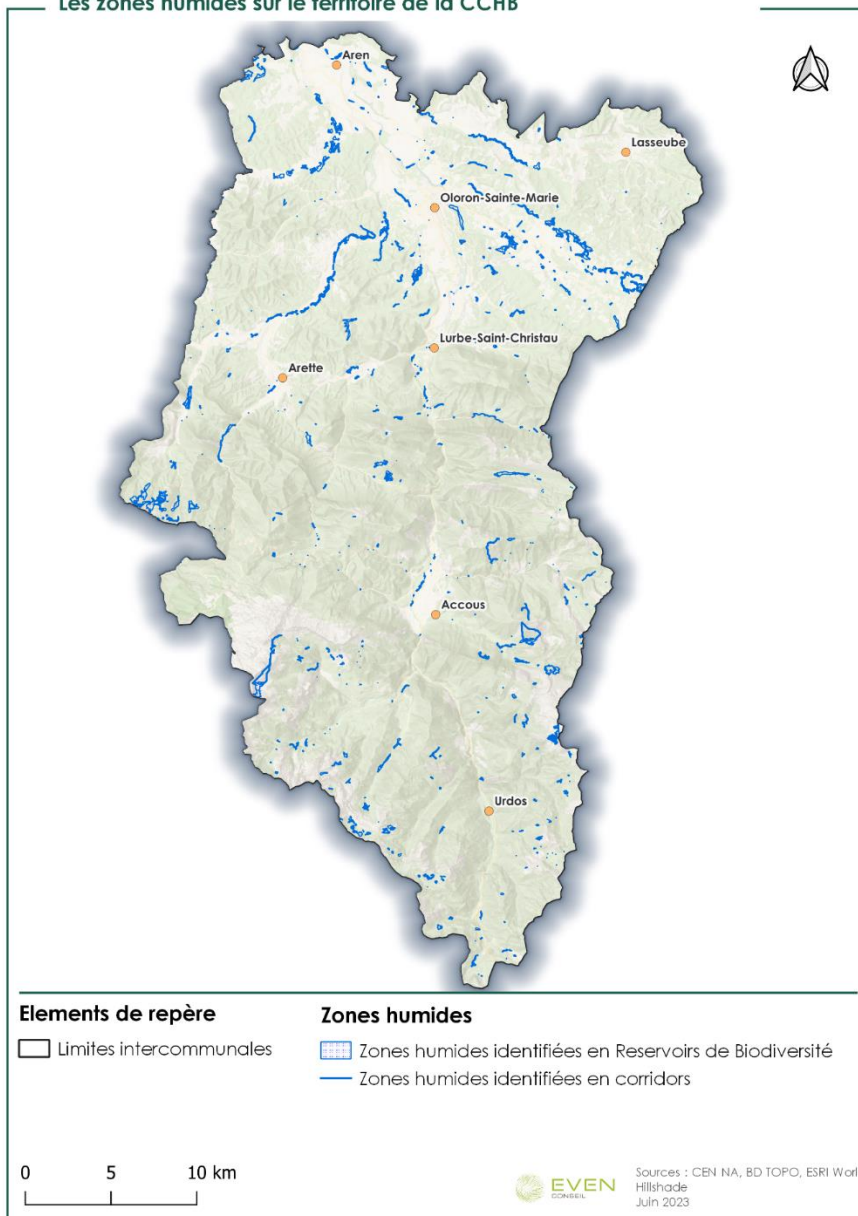 Les zones humides sur le territoire de la CCHB
Aren
Lasseube
Oloron-Sainte-Marie
Lurbe-Saint-Christau
Arette
Accous
Urdos
Elements de repère
Limites intercommunales
Zones humides
Zones humides identifiées en Reservoirs de Biodiversité
Zones humides identifiées en corridors
0 5 10 km
EVEN
CONSEIL
Sources : CEN NA, BD TOPO, ESRI Worl
Hillshade
Juin 2023